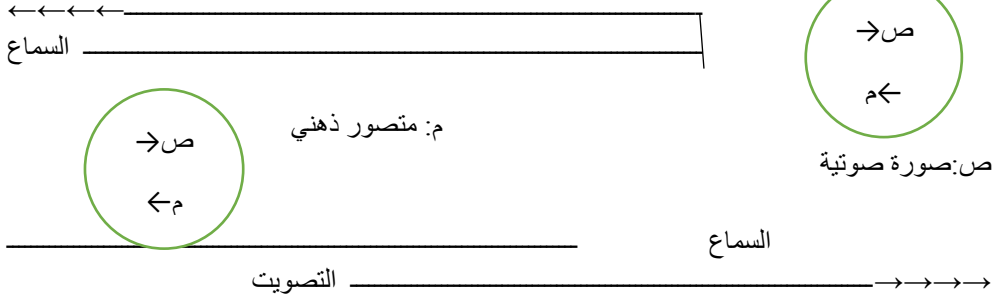 ←←←←
ص→
السماع
م←
م: متصور ذهني
ص→
ص:صورة صوتية
م←
السماع
التصويت →→→→